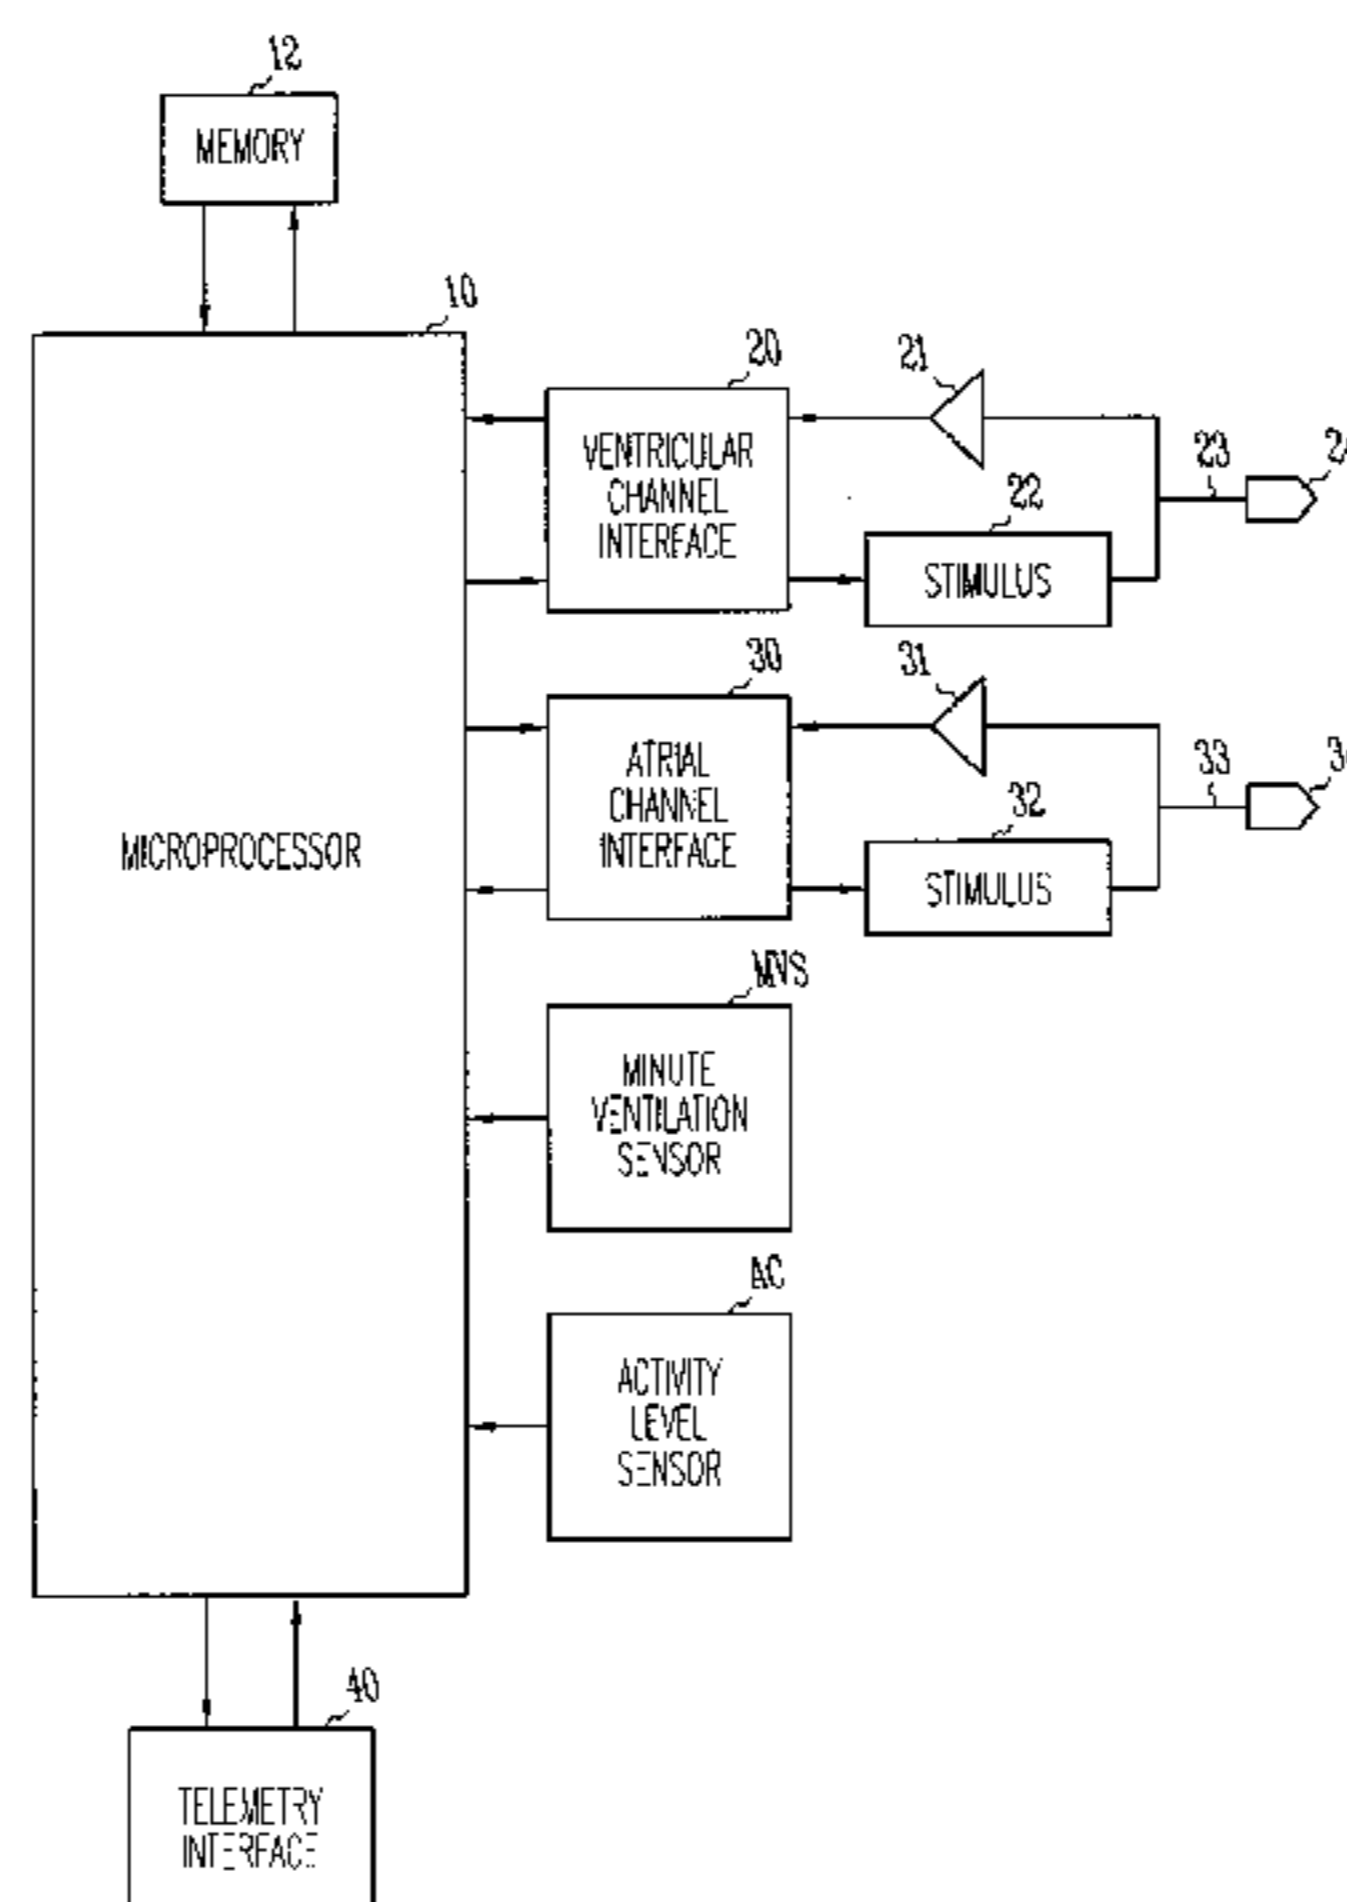 12
MEMORY
10
20
21
VENTRICULAR
CHANNEL
INTERFACE
23
22
STIMULUS
30
31
ATRIAL
CHANNEL
INTERFACE
33
32
STIMULUS
MICROPROCESSOR
MVS
MINUTE
VENTILATION
SENSOR
AC
ACTIVITY
LEVEL
SENSOR
40
TELEMETRY
INTERFACE